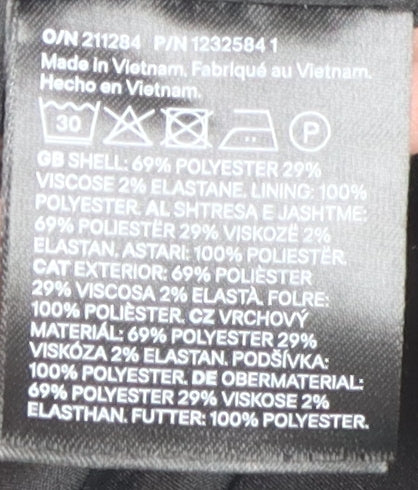 O/N 211284 P/N 1232584 1
Made in Vietnam. Fabriqué au Vietnam.
Hecho en Vietnam.
30 P
GB SHELL: 69% POLYESTER 29%
VISCOSE 2% ELASTANE. LINING: 100%
POLYESTER. AL SHTRESA E JASHTME:
69% POLIESTËR 29% VISKOZË 2%
ELASTAN. ASTARI: 100% POLIESTËR.
CAT EXTERIOR: 69% POLIÈSTER
29% VISCOSA 2% ELASTÀ. FOLRE:
100% POLIÈSTER. CZ VRCHOVÝ
MATERIÁL: 69% POLYESTER 29%
VISKÓZA 2% ELASTAN. PODŠÍVKA:
100% POLYESTER. DE OBERMATERIAL:
69% POLYESTER 29% VISKOSE 2%
ELASTHAN. FUTTER: 100% POLYESTER.